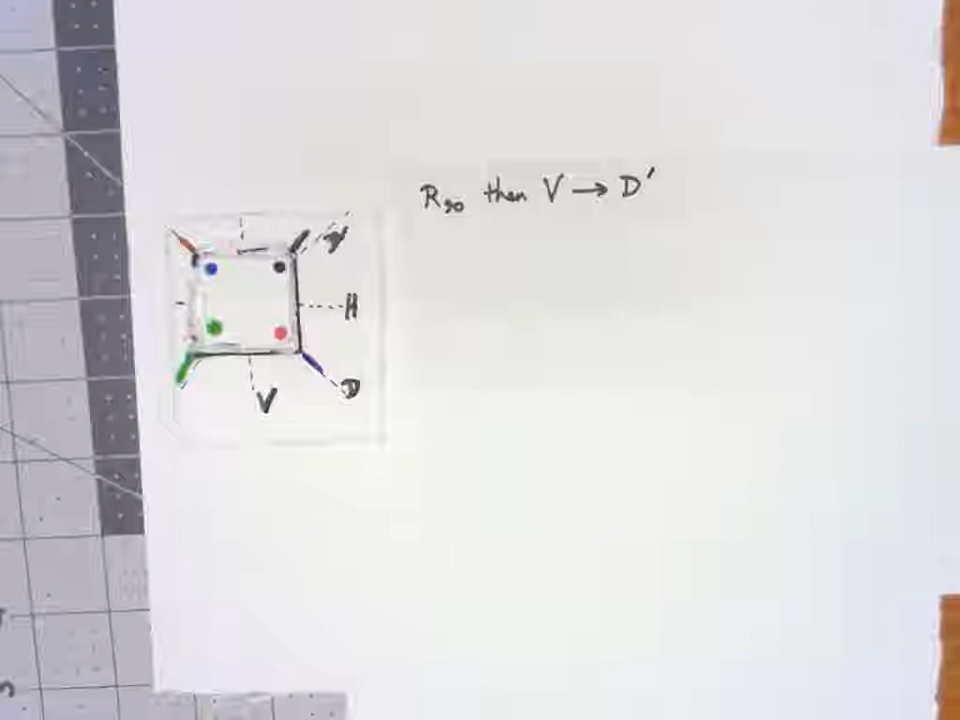 R₉₀ then V → D′
D′
H
D
V